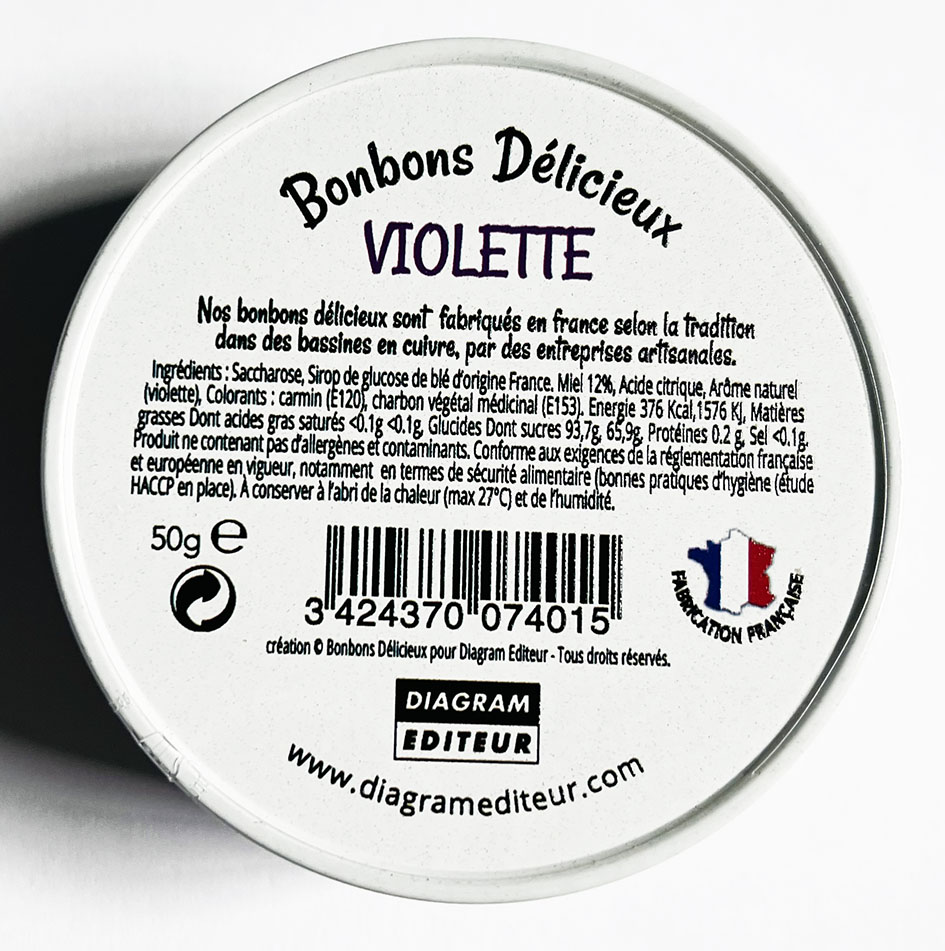 Bonbons Délicieux
VIOLETTE
Nos bonbons délicieux sont fabriqués en france selon la tradition
dans des bassines en cuivre, par des entreprises artisanales.
Ingrédients : Saccharose, Sirop de glucose de blé d'origine France. Miel 12%, Acide citrique, Arôme naturel
(violette), Colorants : carmin (E120), charbon végétal médicinal (E153). Energie 376 Kcal,1576 KJ, Matières
grasses Dont acides gras saturés <0.1g <0.1g, Glucides Dont sucres 93,7g, 65,9g, Protéines 0.2 g, Sel <0.1g.
Produit ne contenant pas d'allergènes et contaminants. Conforme aux exigences de la réglementation française
et européenne en vigueur, notamment en termes de sécurité alimentaire (bonnes pratiques d'hygiène (étude
HACCP en place). A conserver à l'abri de la chaleur (max 27°C) et de l'humidité.
50g e
3 424370 074015
FABRICATION FRANÇAISE
création © Bonbons Délicieux pour Diagram Editeur - Tous droits réservés.
DIAGRAM
EDITEUR
www.diagramediteur.com